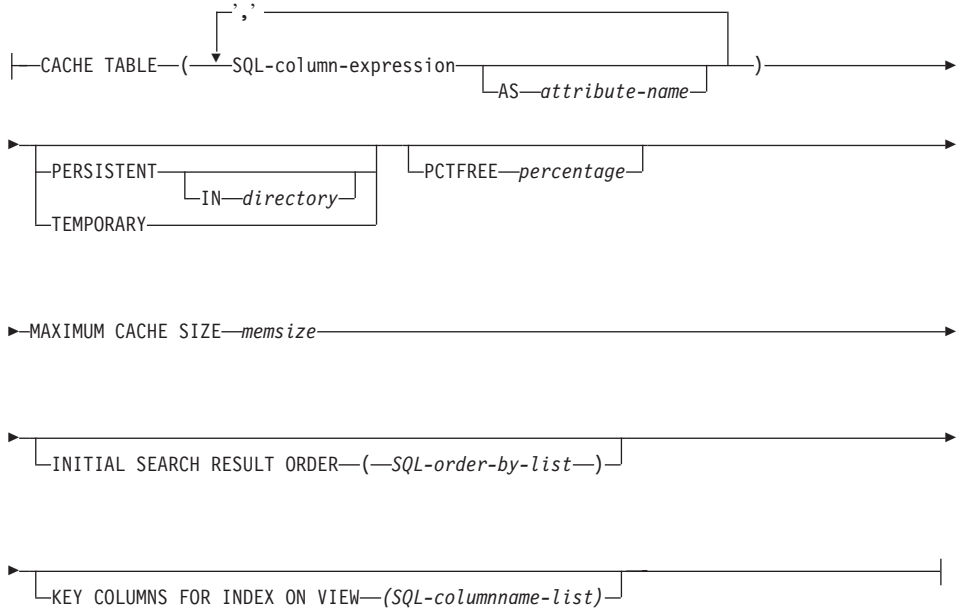 ','
CACHE TABLE ( SQL-column-expression )
AS attribute-name
PERSISTENT PCTFREE percentage
IN directory
TEMPORARY
MAXIMUM CACHE SIZE memsize
INITIAL SEARCH RESULT ORDER ( SQL-order-by-list )
KEY COLUMNS FOR INDEX ON VIEW (SQL-columnname-list)